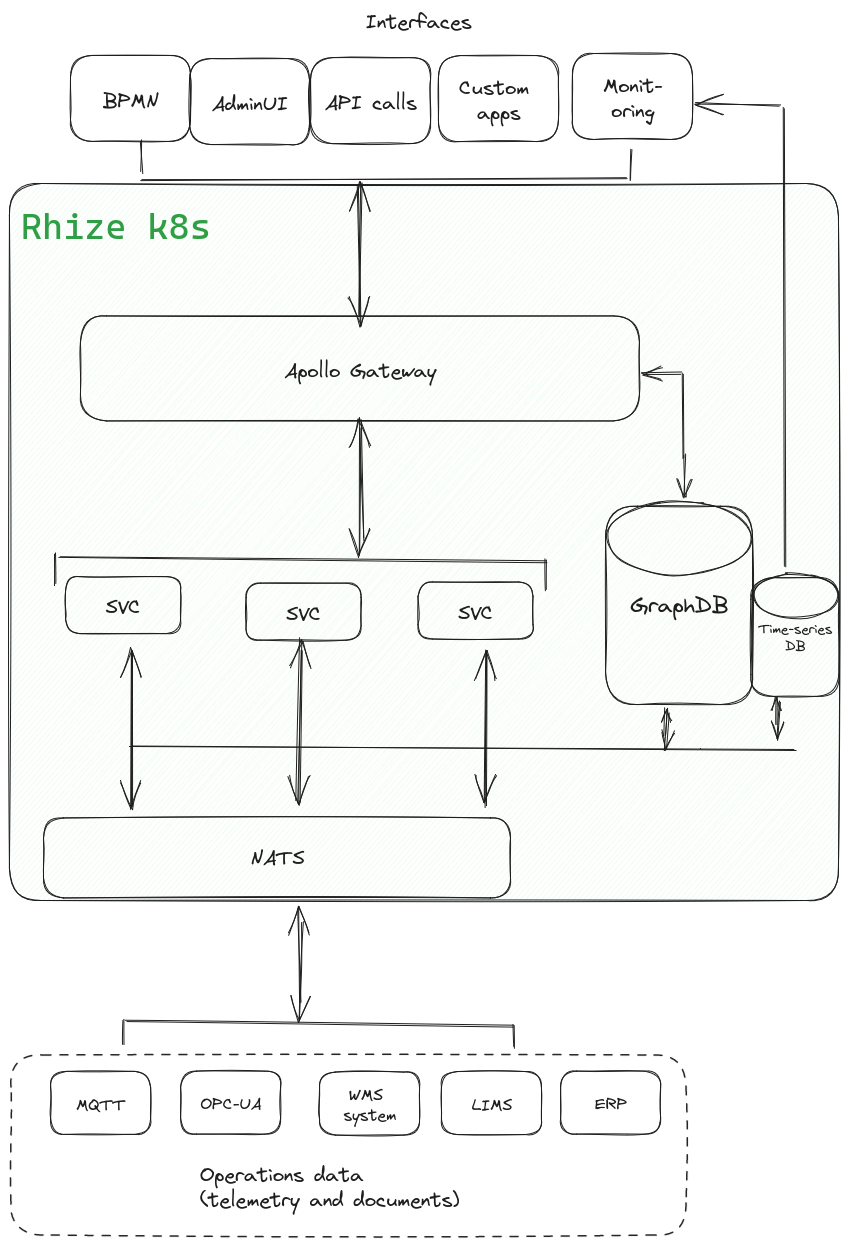 Interfaces
BPMN
AdminUI
API calls
Custom
apps
Monit-
oring
Rhize k8s
Apollo Gateway
SVC
SVC
SVC
GraphDB
Time-series
DB
NATS
MQTT
OPC-UA
WMS
system
LIMS
ERP
Operations data
(telemetry and documents)